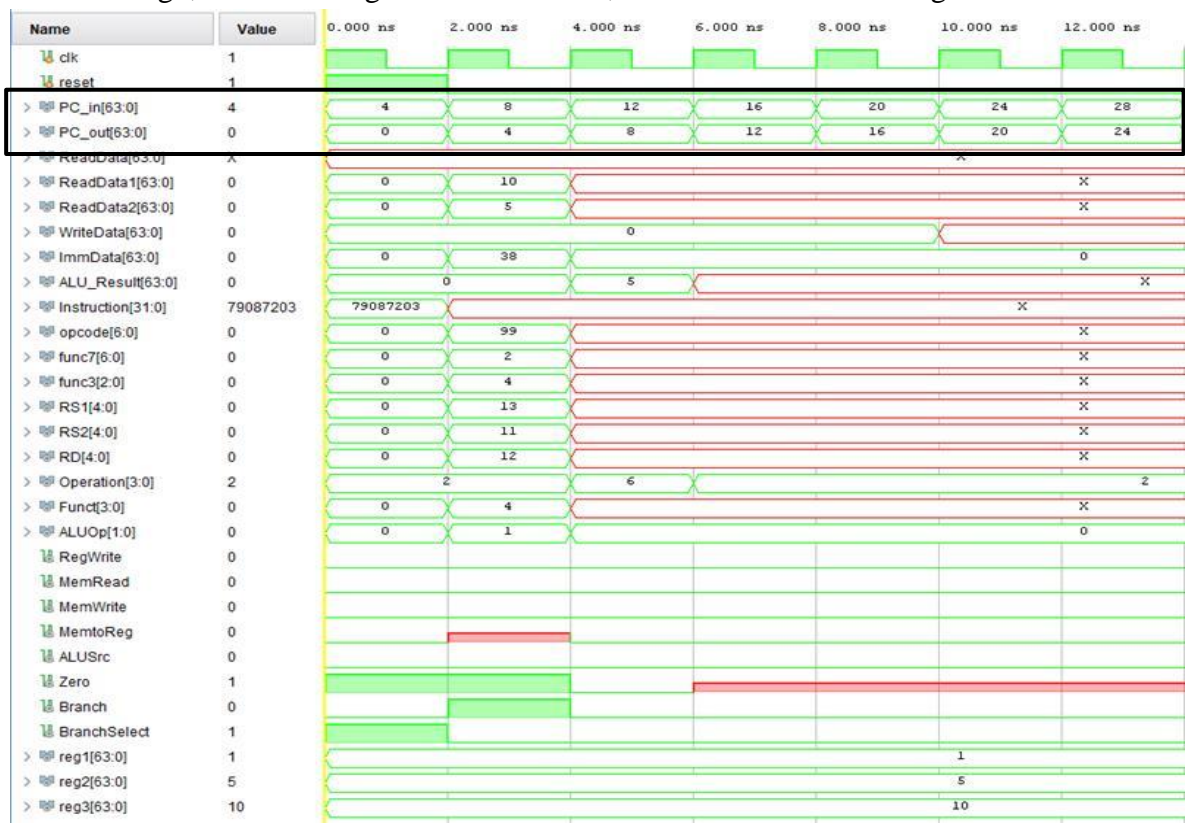 Name Value 0.000 ns 2.000 ns 4.000 ns 6.000 ns 8.000 ns 10.000 ns 12.000 ns
clk 1
reset 1
> PC_in[63:0] 4 4 8 12 16 20 24 28
> PC_out[63:0] 0 0 4 8 12 16 20 24
> ReadData[63:0] X X
> ReadData1[63:0] 0 0 10 X
> ReadData2[63:0] 0 0 5 X
> WriteData[63:0] 0 0
> ImmData[63:0] 0 0 38 0
> ALU_Result[63:0] 0 0 5 X
> Instruction[31:0] 79087203 79087203 X
> opcode[6:0] 0 0 99 X
> func7[6:0] 0 0 2 X
> func3[2:0] 0 0 4 X
> RS1[4:0] 0 0 13 X
> RS2[4:0] 0 0 11 X
> RD[4:0] 0 0 12 X
> Operation[3:0] 2 2 6 2
> Funct[3:0] 0 0 4 X
> ALUOp[1:0] 0 0 1 0
RegWrite 0
MemRead 0
MemWrite 0
MemtoReg 0
ALUSrc 0
Zero 1
Branch 0
BranchSelect 1
> reg1[63:0] 1 1
> reg2[63:0] 5 5
> reg3[63:0] 10 10